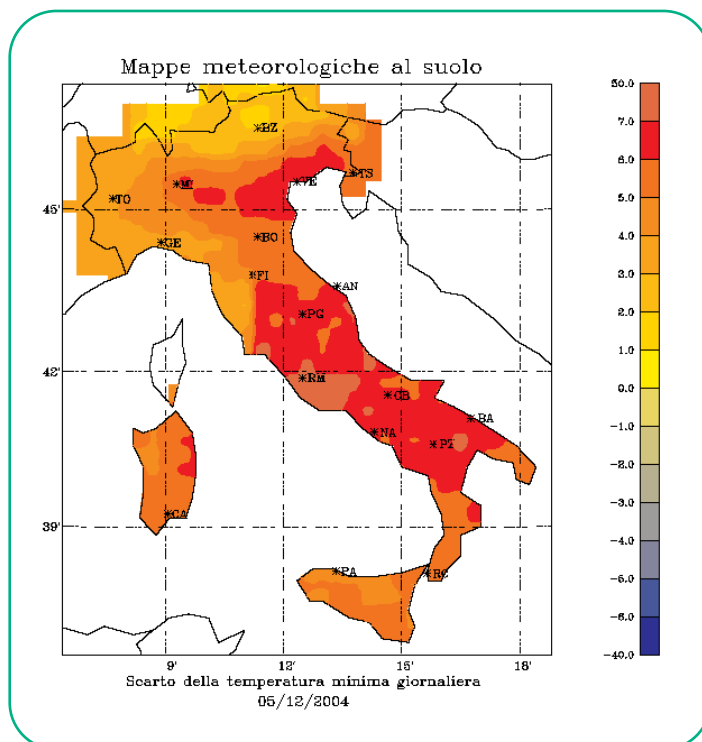 Mappe meteorologiche al suolo
50.0
7.0
6.0
5.0
4.0
3.0
2.0
1.0
0.0
-1.0
-2.0
-3.0
-4.0
-6.0
-6.0
-40.0
*BZ
*TS
*VE
*MI
*TO
45'
*BO
*GE
*FI
*AN
*PG
42'
*RM
*CB
*BA
*NA
*PZ
39'
*CA
*PA
*RC
9' 12' 15' 18'
Scarto della temperatura minima giornaliera
05/12/2004